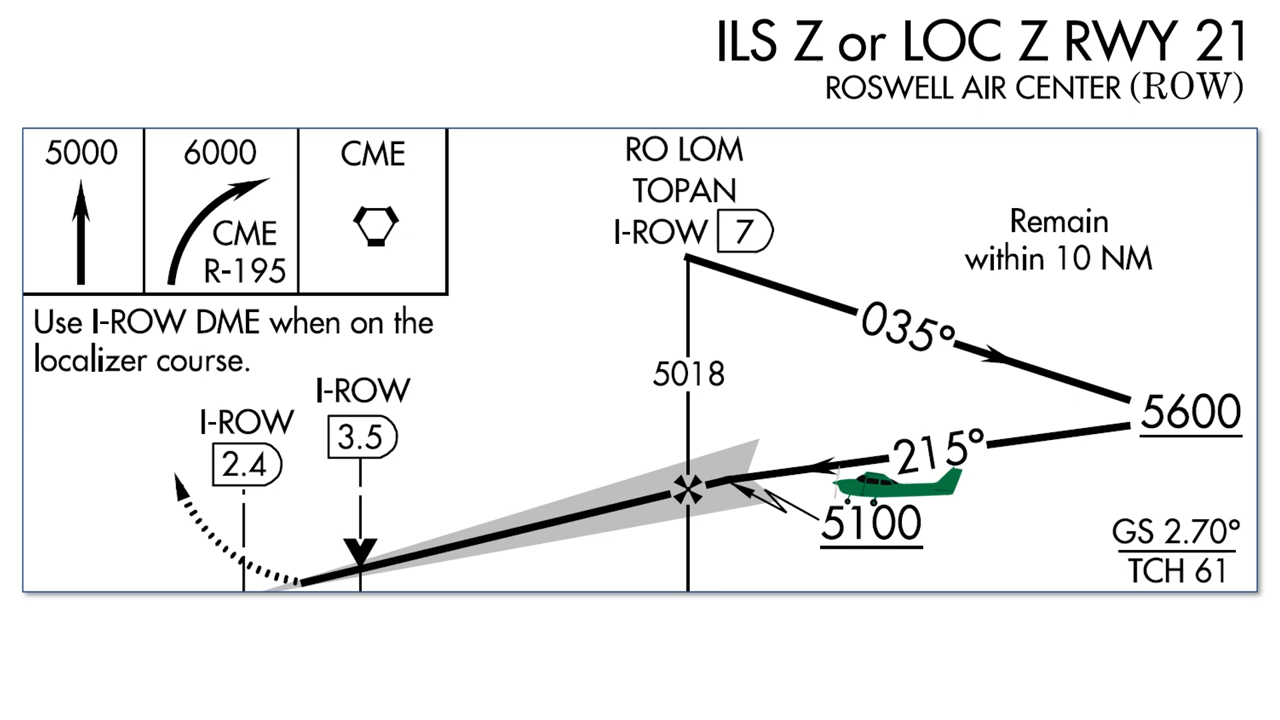 ILS Z or LOC Z RWY 21
ROSWELL AIR CENTER (ROW)
5000
6000
CME
R-195
CME
Use I-ROW DME when on the
localizer course.
RO LOM
TOPAN
I-ROW 7
Remain
within 10 NM
035°
5018
5600
215°
5100
I-ROW
3.5
I-ROW
2.4
GS 2.70°
TCH 61